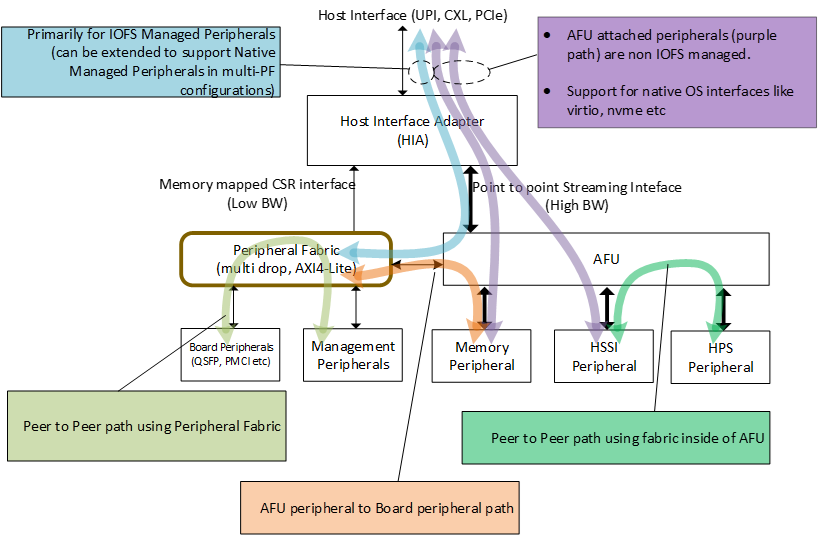 Host Interface (UPI, CXL, PCIe)
Primarily for IOFS Managed Peripherals
(can be extended to support Native
Managed Peripherals in multi-PF
configurations)
● AFU attached peripherals (purple
path) are non IOFS managed.
● Support for native OS interfaces like
virtio, nvme etc
Host Interface Adapter
(HIA)
Memory mapped CSR interface
(Low BW)
Point to point Streaming Inteface
(High BW)
Peripheral Fabric
(multi drop, AXI4-Lite)
AFU
Board Peripherals
(QSFP, PMCI etc)
Management
Peripherals
Memory
Peripheral
HSSI
Peripheral
HPS
Peripheral
Peer to Peer path using Peripheral Fabric
Peer to Peer path using fabric inside of AFU
AFU peripheral to Board peripheral path